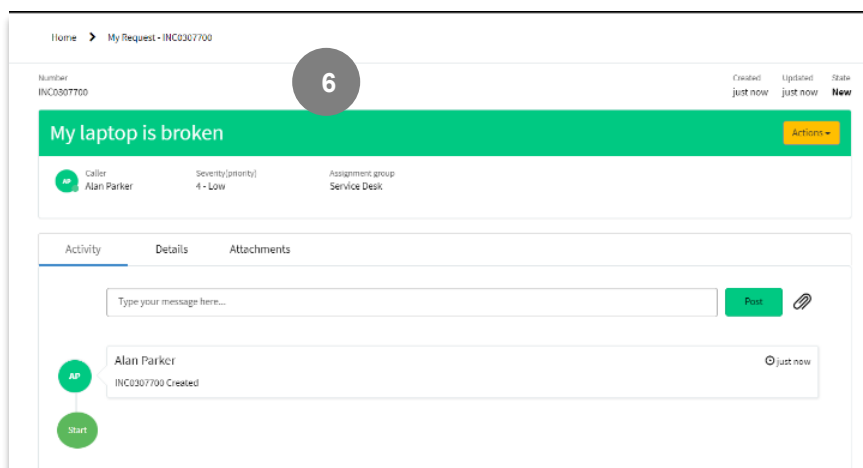 Home > My Request - INC0307700
6
Number
INC0307700
Created Updated State
just now just now New
My laptop is broken
Actions
AP
Caller
Alan Parker
Severity(priority)
4 - Low
Assignment group
Service Desk
Activity Details Attachments
Type your message here...
Post
AP
Alan Parker
just now
INC0307700 Created
Start